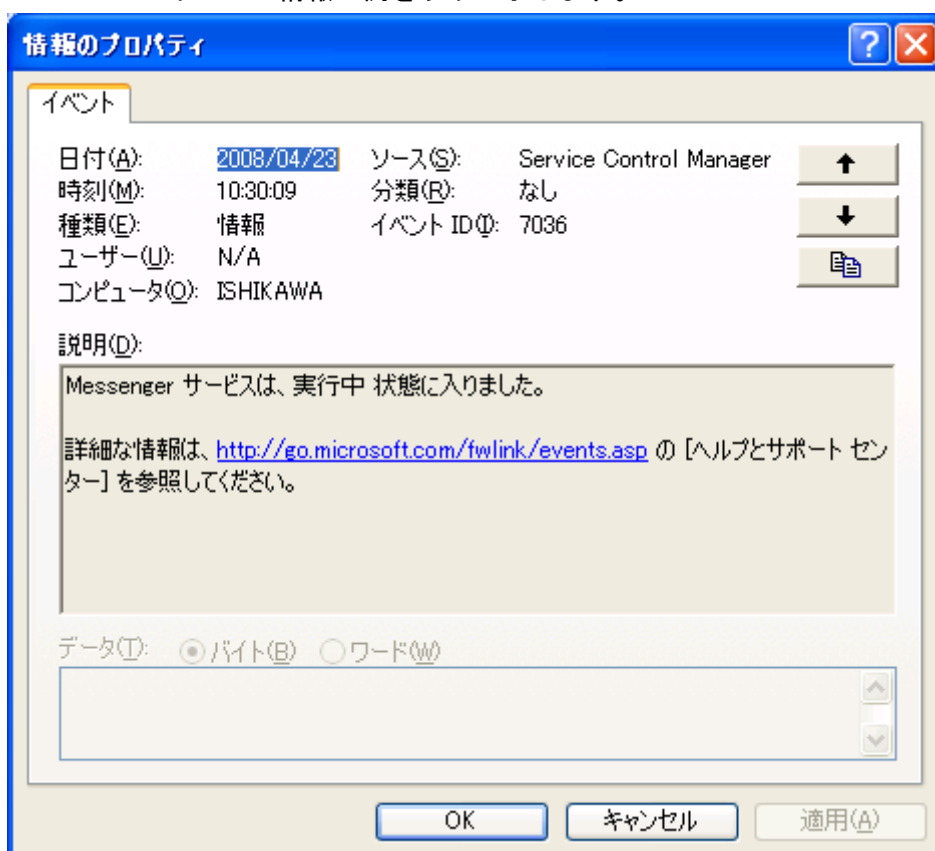 情報のプロパティ
イベント
日付(A): 2008/04/23 ソース(S): Service Control Manager
時刻(M): 10:30:09 分類(R): なし
種類(E): 情報 イベント ID(I): 7036
ユーザー(U): N/A
コンピュータ(O): ISHIKAWA
説明(D):
Messenger サービスは、実行中 状態に入りました。
詳細な情報は、http://go.microsoft.com/fwlink/events.asp の [ヘルプとサポート セン
ター] を参照してください。
データ(T): バイト(B) ワード(W)
OK キャンセル 適用(A)